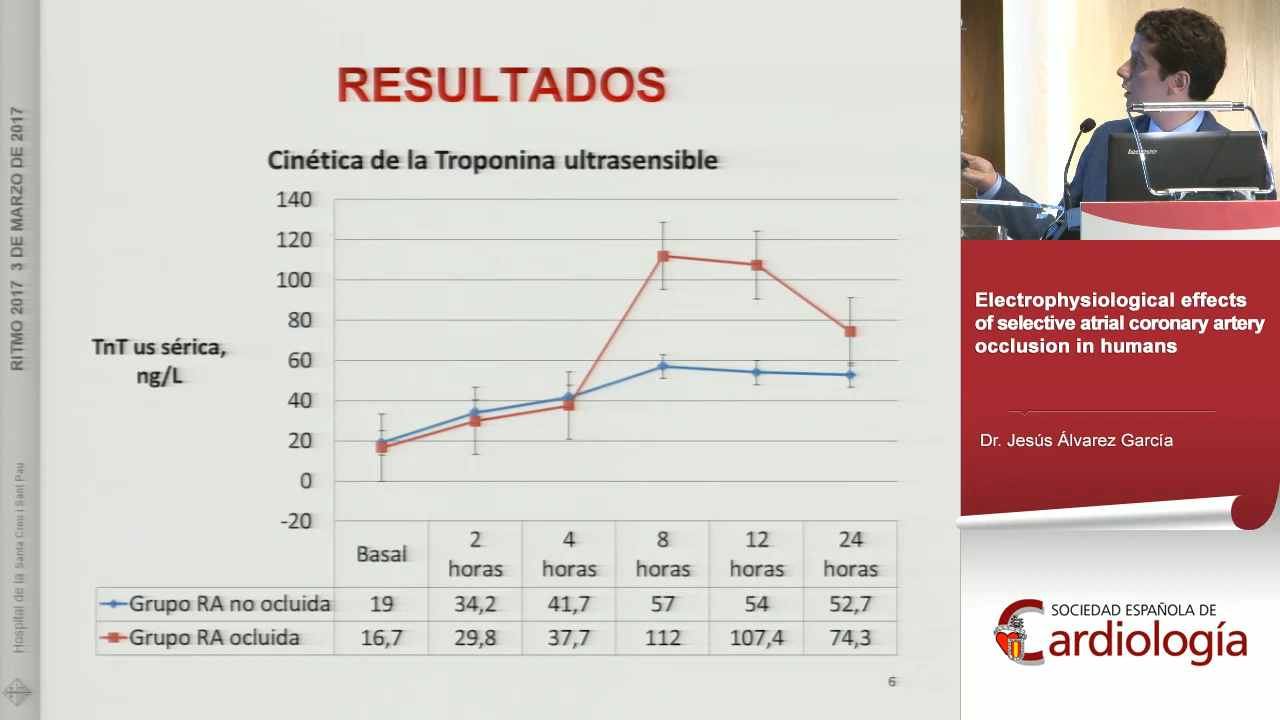 RESULTADOS
Cinética de la Troponina ultrasensible
140
120
100
80
60
40
20
0
-20
TnT us sérica,
ng/L
Basal
2
horas
4
horas
8
horas
12
horas
24
horas
Grupo RA no ocluida 19 34,2 41,7 57 54 52,7
Grupo RA ocluida 16,7 29,8 37,7 112 107,4 74,3
6
RITMO 2017 3 DE MARZO DE 2017
Hospital de la Santa Creu i Sant Pau
lenovo
Electrophysiological effects
of selective atrial coronary artery
occlusion in humans
Dr. Jesús Álvarez García
SOCIEDAD ESPAÑOLA DE
Cardiología